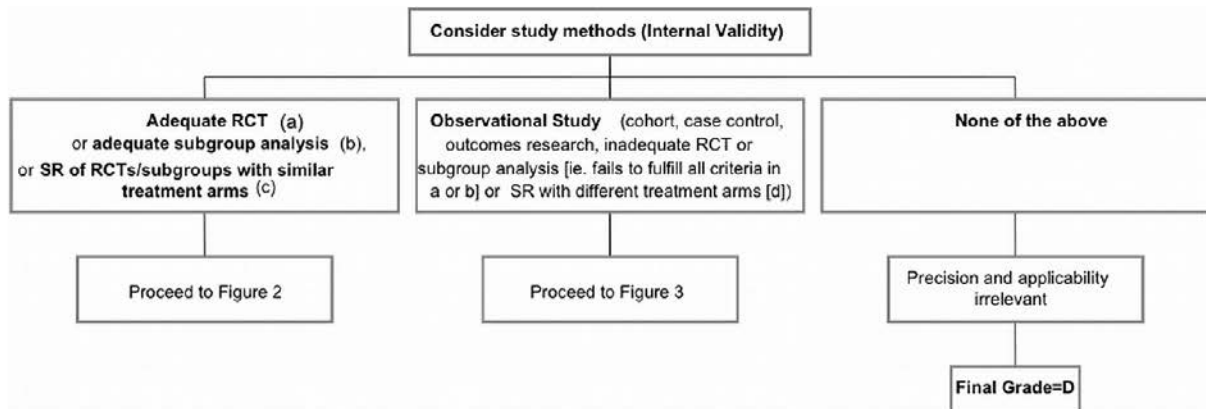 Consider study methods (Internal Validity)
Adequate RCT (a)
or adequate subgroup analysis (b),
or SR of RCTs/subgroups with similar
treatment arms (c)
Observational Study (cohort, case control,
outcomes research, inadequate RCT or
subgroup analysis [ie. fails to fulfill all criteria in
a or b] or SR with different treatment arms [d])
None of the above
Proceed to Figure 2
Proceed to Figure 3
Precision and applicability
irrelevant
Final Grade=D